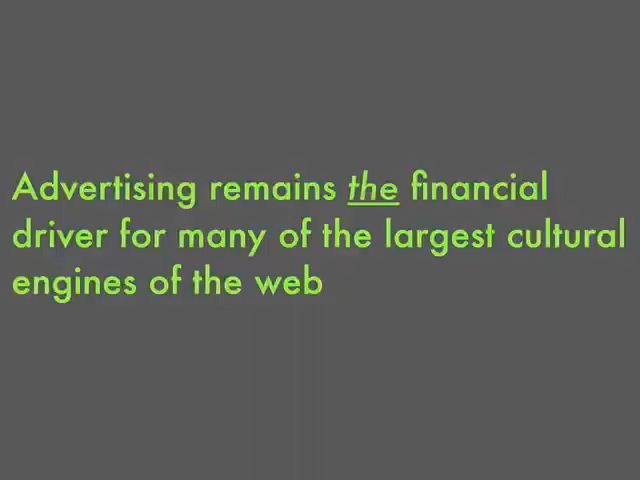 Advertising remains the financial
driver for many of the largest cultural
engines of the web